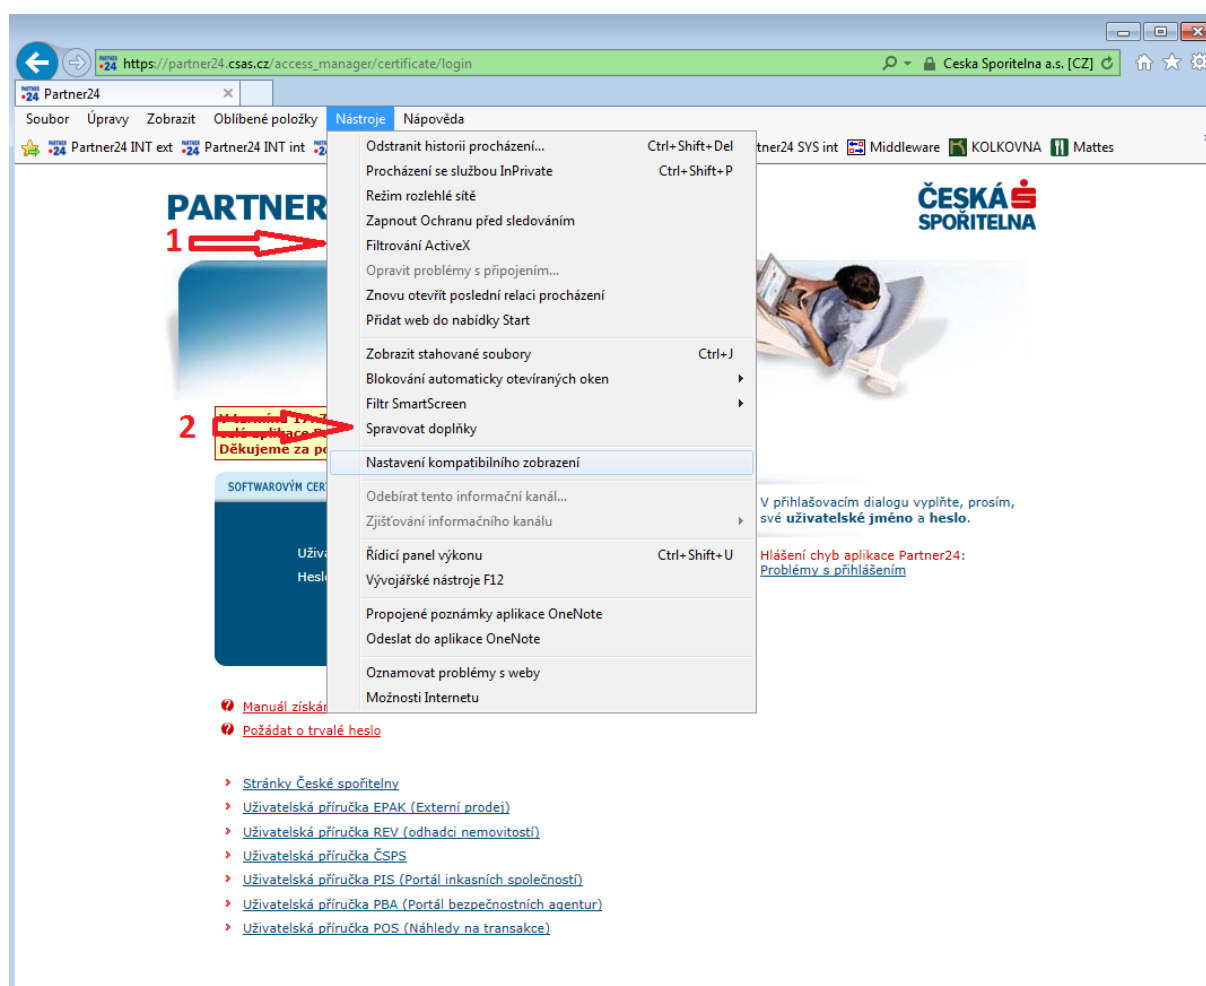 https://partner24.csas.cz/access_manager/certificate/login
Ceska Sporitelna a.s. [CZ]
Partner24
Soubor Úpravy Zobrazit Oblíbené položky Nástroje Nápověda
Partner24 INT ext Partner24 INT int tner24 SYS int Middleware KOLKOVNA Mattes
Odstranit historii procházení... Ctrl+Shift+Del
Procházení se službou InPrivate Ctrl+Shift+P
Režim rozlehlé sítě
Zapnout Ochranu před sledováním
Filtrování ActiveX
Opravit problémy s připojením...
Znovu otevřít poslední relaci procházení
Přidat web do nabídky Start
Zobrazit stahované soubory Ctrl+J
Blokování automaticky otevíraných oken
Filtr SmartScreen
Spravovat doplňky
Nastavení kompatibilního zobrazení
Odebírat tento informační kanál...
Zjišťování informačního kanálu
Řídicí panel výkonu Ctrl+Shift+U
Vývojářské nástroje F12
Propojené poznámky aplikace OneNote
Odeslat do aplikace OneNote
Oznamovat problémy s weby
Možnosti Internetu
PARTNER
ČESKÁ
SPOŘITELNA
1
2
Děkujeme za po
SOFTWAROVÝM CER
Uživa
Hesl
V přihlašovacím dialogu vyplňte, prosím,
své uživatelské jméno a heslo.
Hlášení chyb aplikace Partner24:
Problémy s přihlášením
Manuál získán
Požádat o trvalé heslo
Stránky České spořitelny
Uživatelská příručka EPAK (Externí prodej)
Uživatelská příručka REV (odhadci nemovitostí)
Uživatelská příručka ČSPS
Uživatelská příručka PIS (Portál inkasních společností)
Uživatelská příručka PBA (Portál bezpečnostních agentur)
Uživatelská příručka POS (Náhledy na transakce)